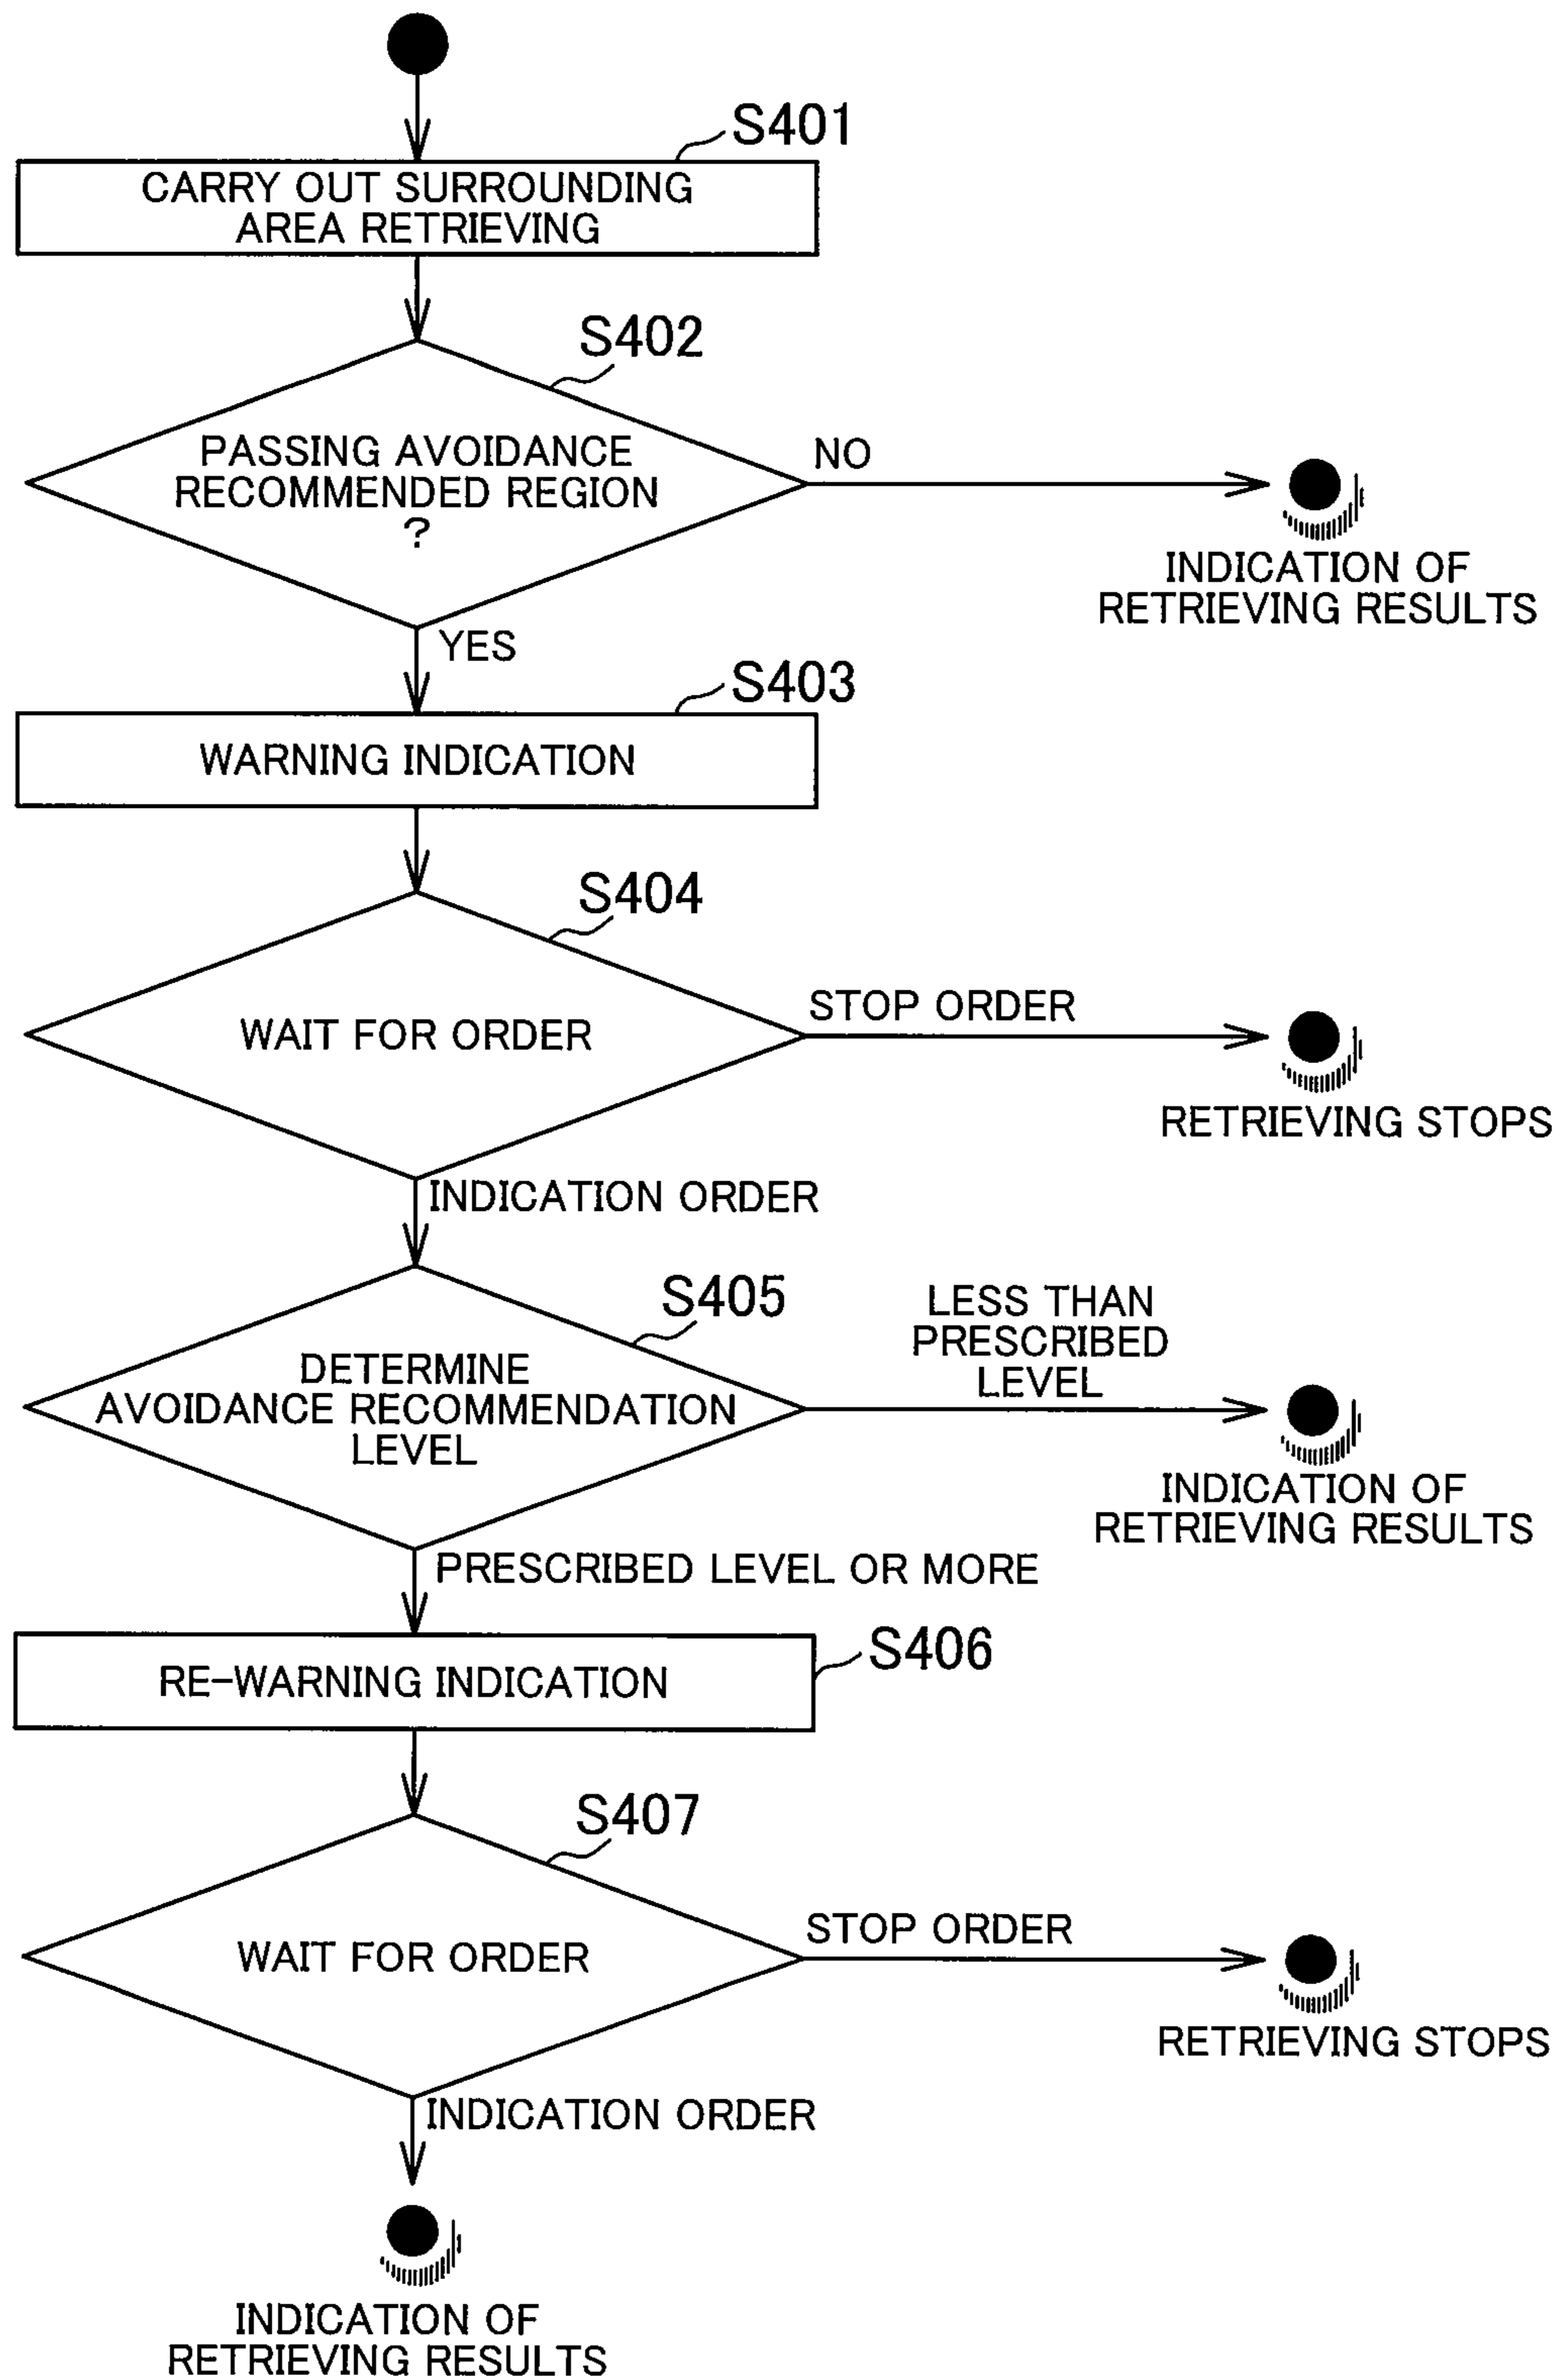 S401
CARRY OUT SURROUNDING
AREA RETRIEVING
S402
PASSING AVOIDANCE
RECOMMENDED REGION
?
NO
INDICATION OF
RETRIEVING RESULTS
YES
S403
WARNING INDICATION
S404
WAIT FOR ORDER
STOP ORDER
RETRIEVING STOPS
INDICATION ORDER
S405
DETERMINE
AVOIDANCE RECOMMENDATION
LEVEL
LESS THAN
PRESCRIBED
LEVEL
INDICATION OF
RETRIEVING RESULTS
PRESCRIBED LEVEL OR MORE
S406
RE-WARNING INDICATION
S407
WAIT FOR ORDER
STOP ORDER
RETRIEVING STOPS
INDICATION ORDER
INDICATION OF
RETRIEVING RESULTS